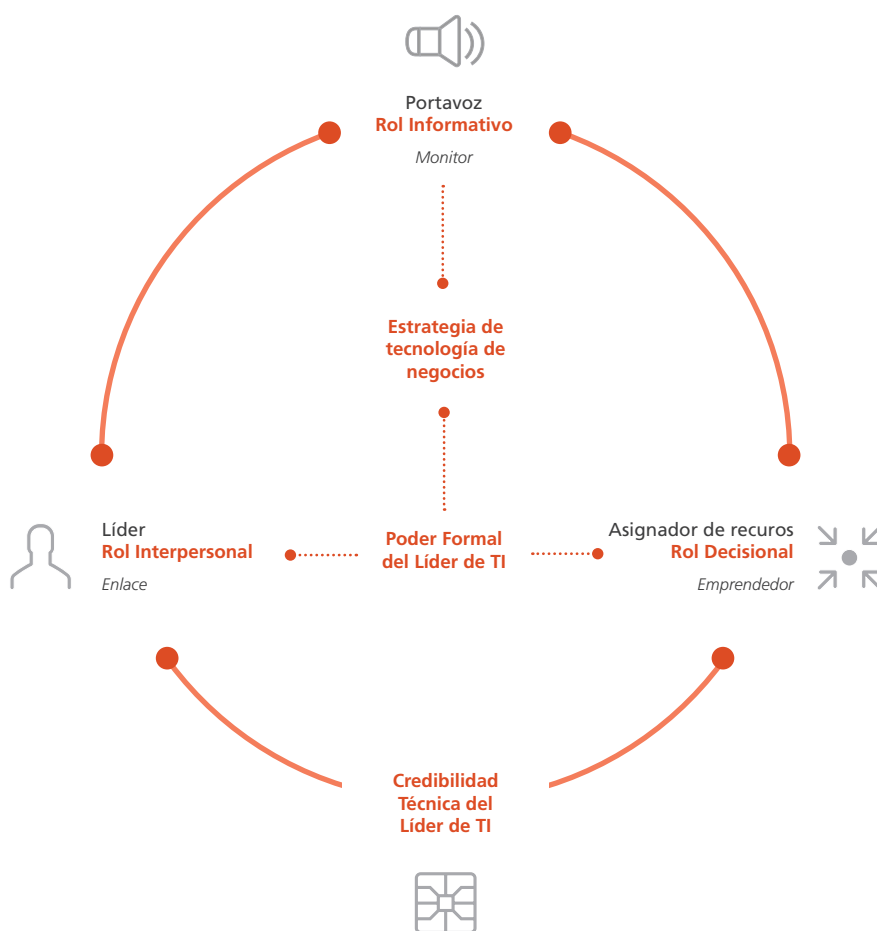 Portavoz
Rol Informativo
Monitor
Estrategia de
tecnología de
negocios
Líder
Rol Interpersonal
Enlace
Poder Formal
del Líder de TI
Asignador de recuros
Rol Decisional
Emprendedor
Credibilidad
Técnica del
Líder de TI